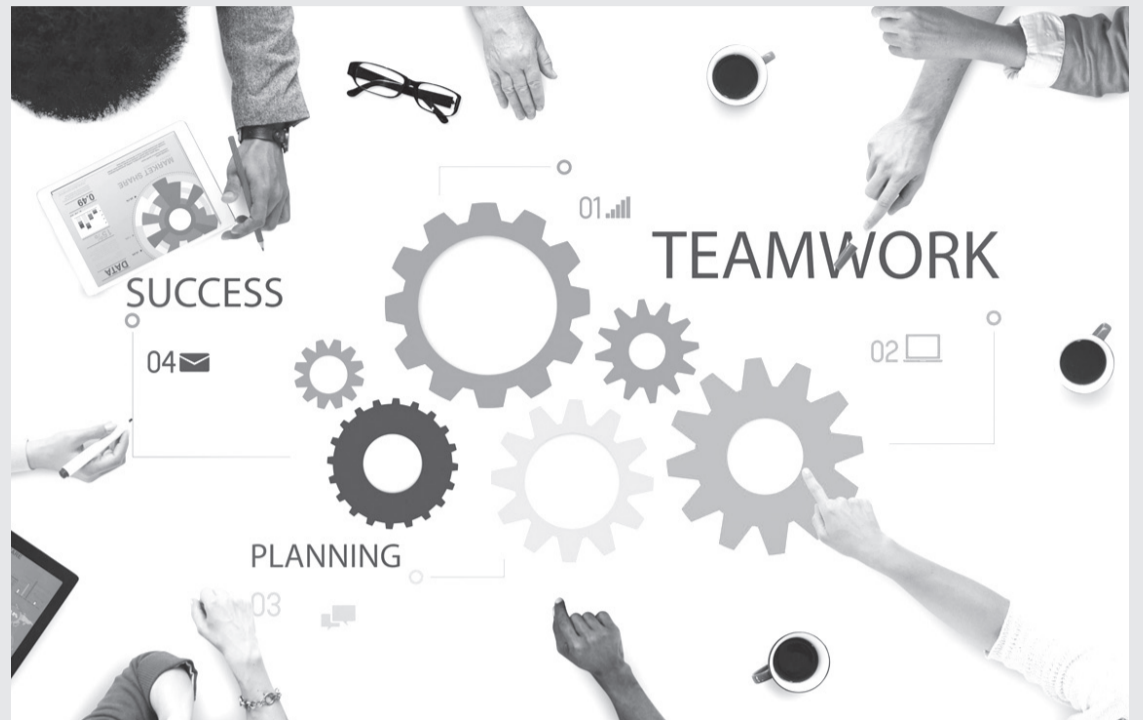 01
TEAMWORK
MARKET SHARE
0.49
DATA
SUCCESS
02
04
PLANNING
03